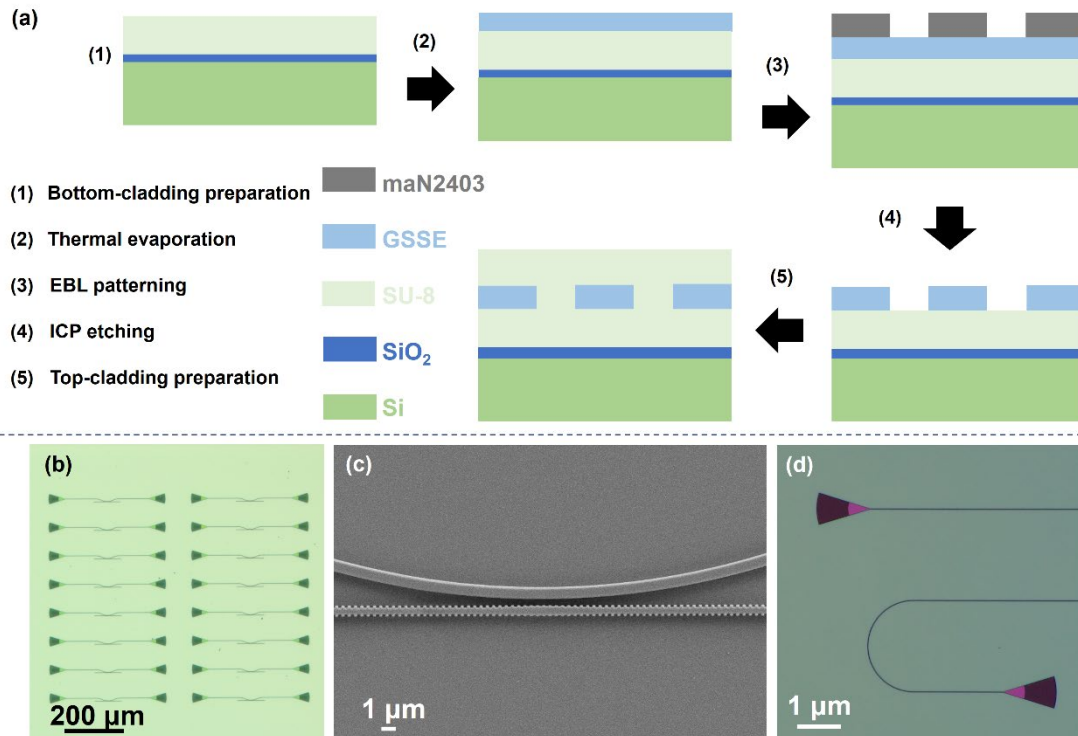 (a)
(1)
(2)
(3)
(4)
(5)
(1) Bottom-cladding preparation
(2) Thermal evaporation
(3) EBL patterning
(4) ICP etching
(5) Top-cladding preparation
maN2403
GSSE
SU-8
SiO₂
Si
(b)
200 μm
(c)
1 μm
(d)
1 μm